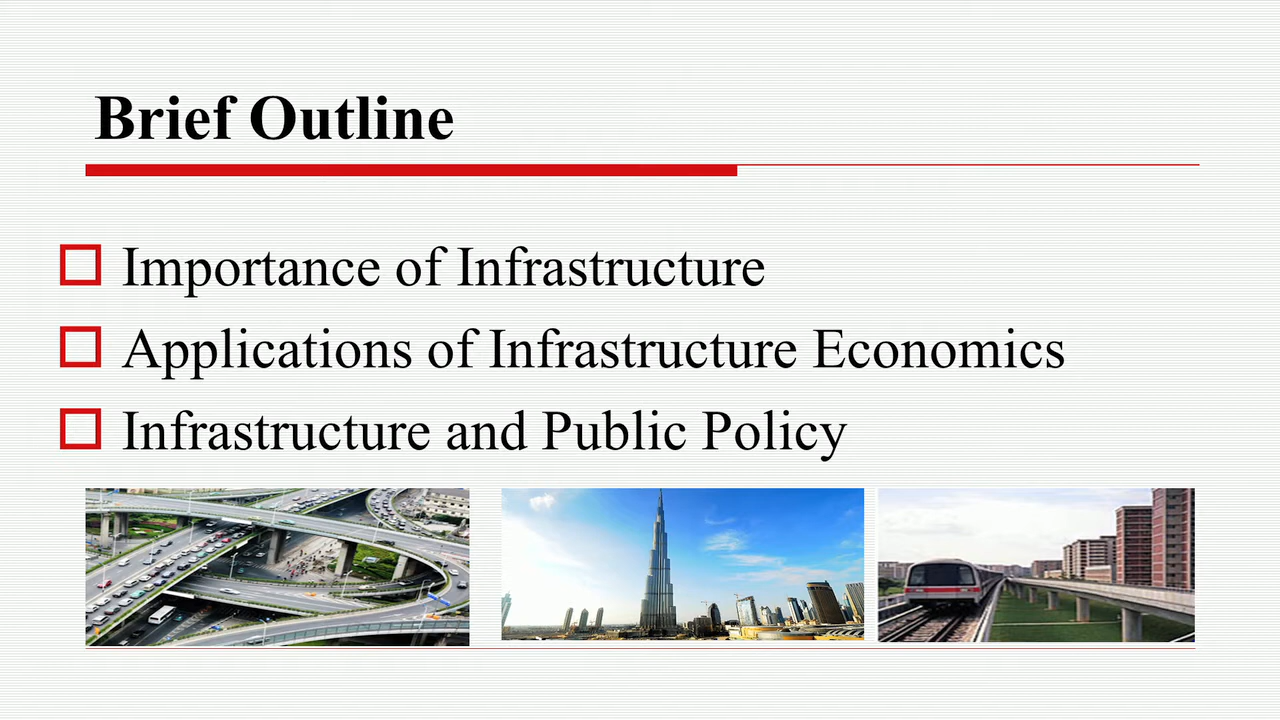 Brief Outline
Importance of Infrastructure
Applications of Infrastructure Economics
Infrastructure and Public Policy